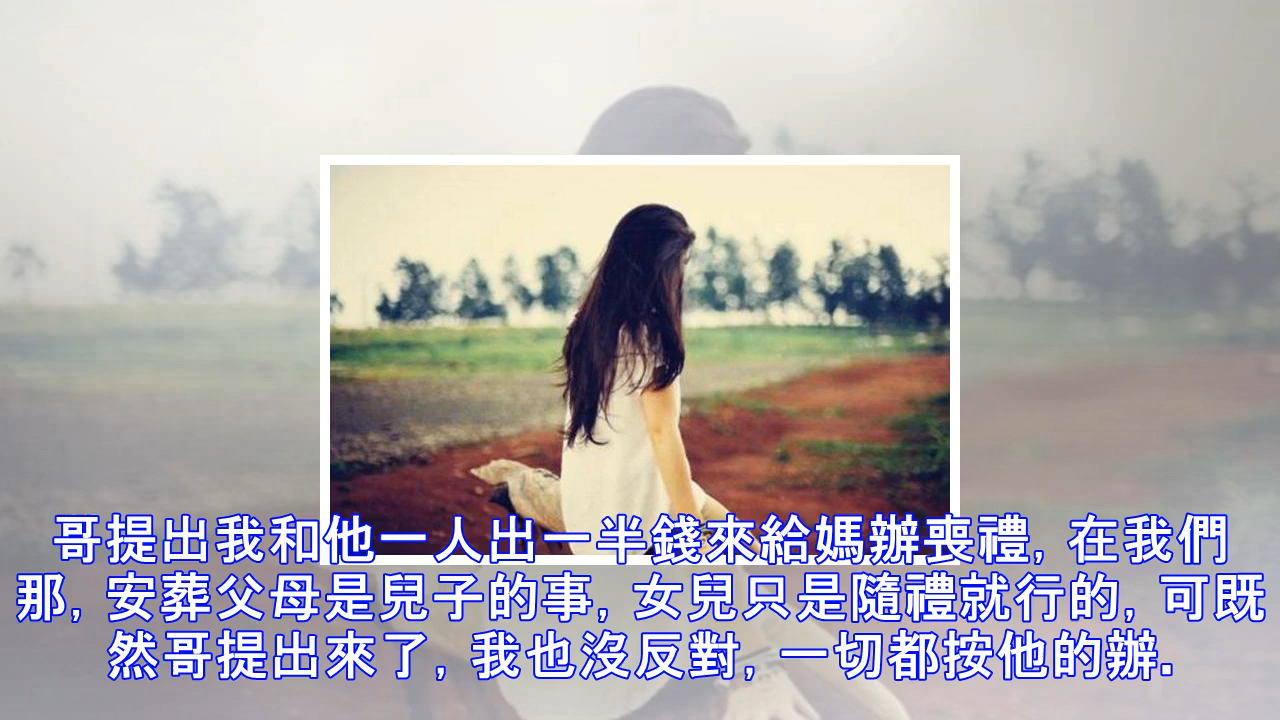 哥提出我和他一人出一半錢來給媽辦喪禮, 在我們
那, 安葬父母是兒子的事, 女兒只是隨禮就行的, 可既
然哥提出來了, 我也沒反對, 一切都按他的辦.